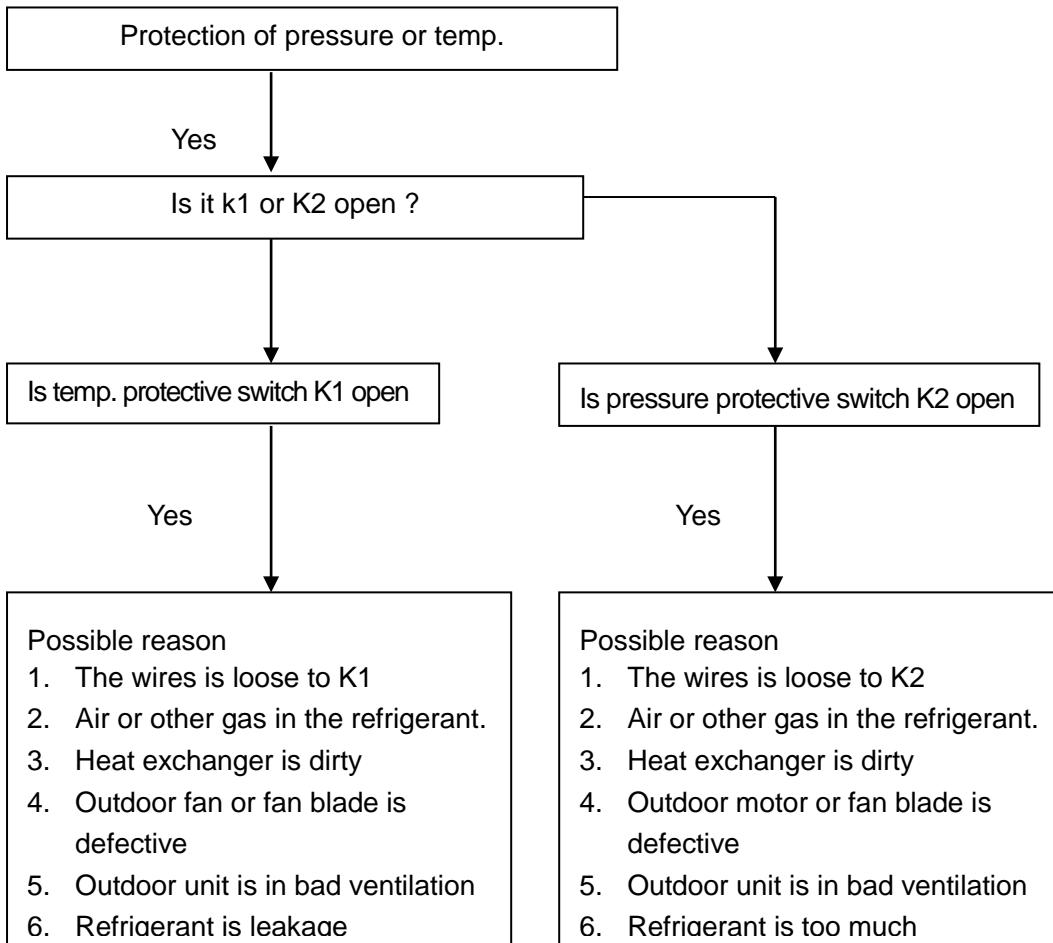 Protection of pressure or temp.
Yes
Is it k1 or K2 open ?
Is temp. protective switch K1 open
Is pressure protective switch K2 open
Yes
Yes
Possible reason
1. The wires is loose to K1
2. Air or other gas in the refrigerant.
3. Heat exchanger is dirty
4. Outdoor fan or fan blade is
defective
5. Outdoor unit is in bad ventilation
6. Refrigerant is leakage
Possible reason
1. The wires is loose to K2
2. Air or other gas in the refrigerant.
3. Heat exchanger is dirty
4. Outdoor motor or fan blade is
defective
5. Outdoor unit is in bad ventilation
6. Refrigerant is too much